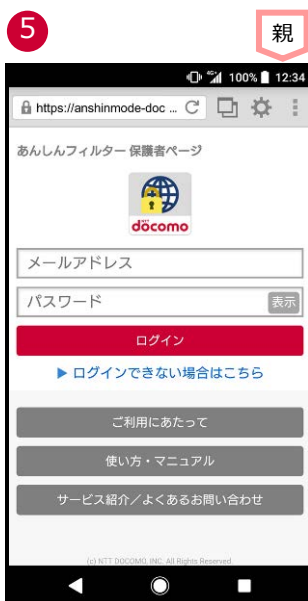 5
親
4G 100% 12:34
https://anshinmode-doc ...
あんしんフィルター 保護者ページ
NTT
döcomo
メールアドレス
パスワード
表示
ログイン
▶ ログインできない場合はこちら
ご利用にあたって
使い方・マニュアル
サービス紹介／よくあるお問い合わせ
(c) NTT DOCOMO, INC. All Rights Reserved.